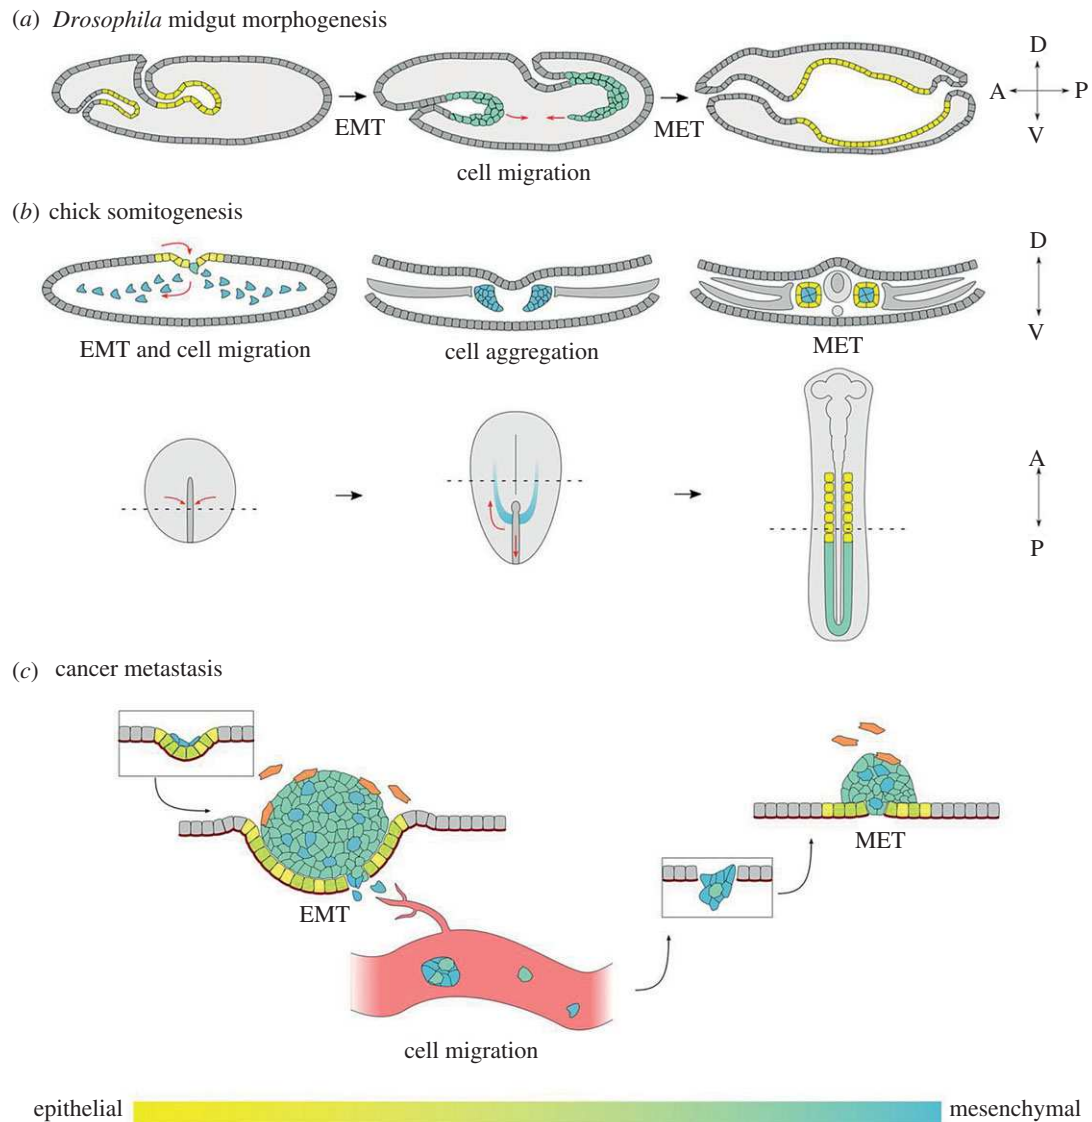 (a) Drosophila midgut morphogenesis
EMT
MET
cell migration
D
A
P
V
(b) chick somitogenesis
EMT and cell migration
cell aggregation
MET
D
V
A
P
(c) cancer metastasis
EMT
cell migration
MET
epithelial
mesenchymal